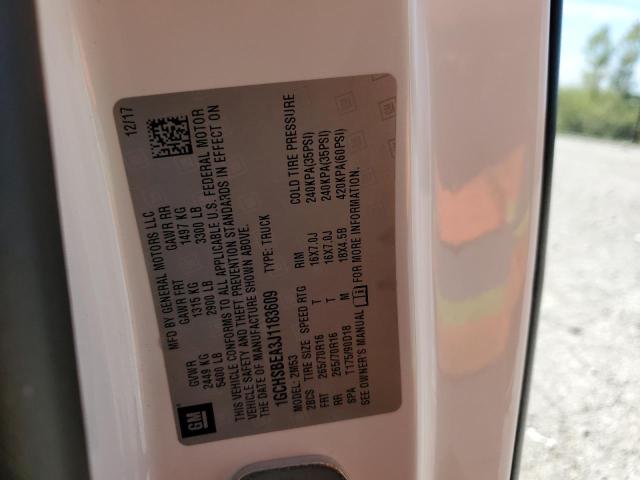 12/17
MFD BY GENERAL MOTORS LLC
GVWR GAWR FRT GAWR RR
2449 KG 1315 KG 1497 KG
5400 LB 2900 LB 3300 LB
THIS VEHICLE CONFORMS TO ALL APPLICABLE U.S. FEDERAL MOTOR
VEHICLE SAFETY AND THEFT PREVENTION STANDARDS IN EFFECT ON
THE DATE OF MANUFACTURE SHOWN ABOVE.
1GCHSBEA3J1183609 TYPE: TRUCK
MODEL: 2M53
2BCS TIRE SIZE SPEED RTG RIM COLD TIRE PRESSURE
FRT 265/70R16 T 16X7.0J 240KPA(35PSI)
RR 265/70R16 T 16X7.0J 240KPA(35PSI)
SPA T175/90D18 M 18X4.5B 420KPA(60PSI)
SEE OWNER'S MANUAL FOR MORE INFORMATION.
GM